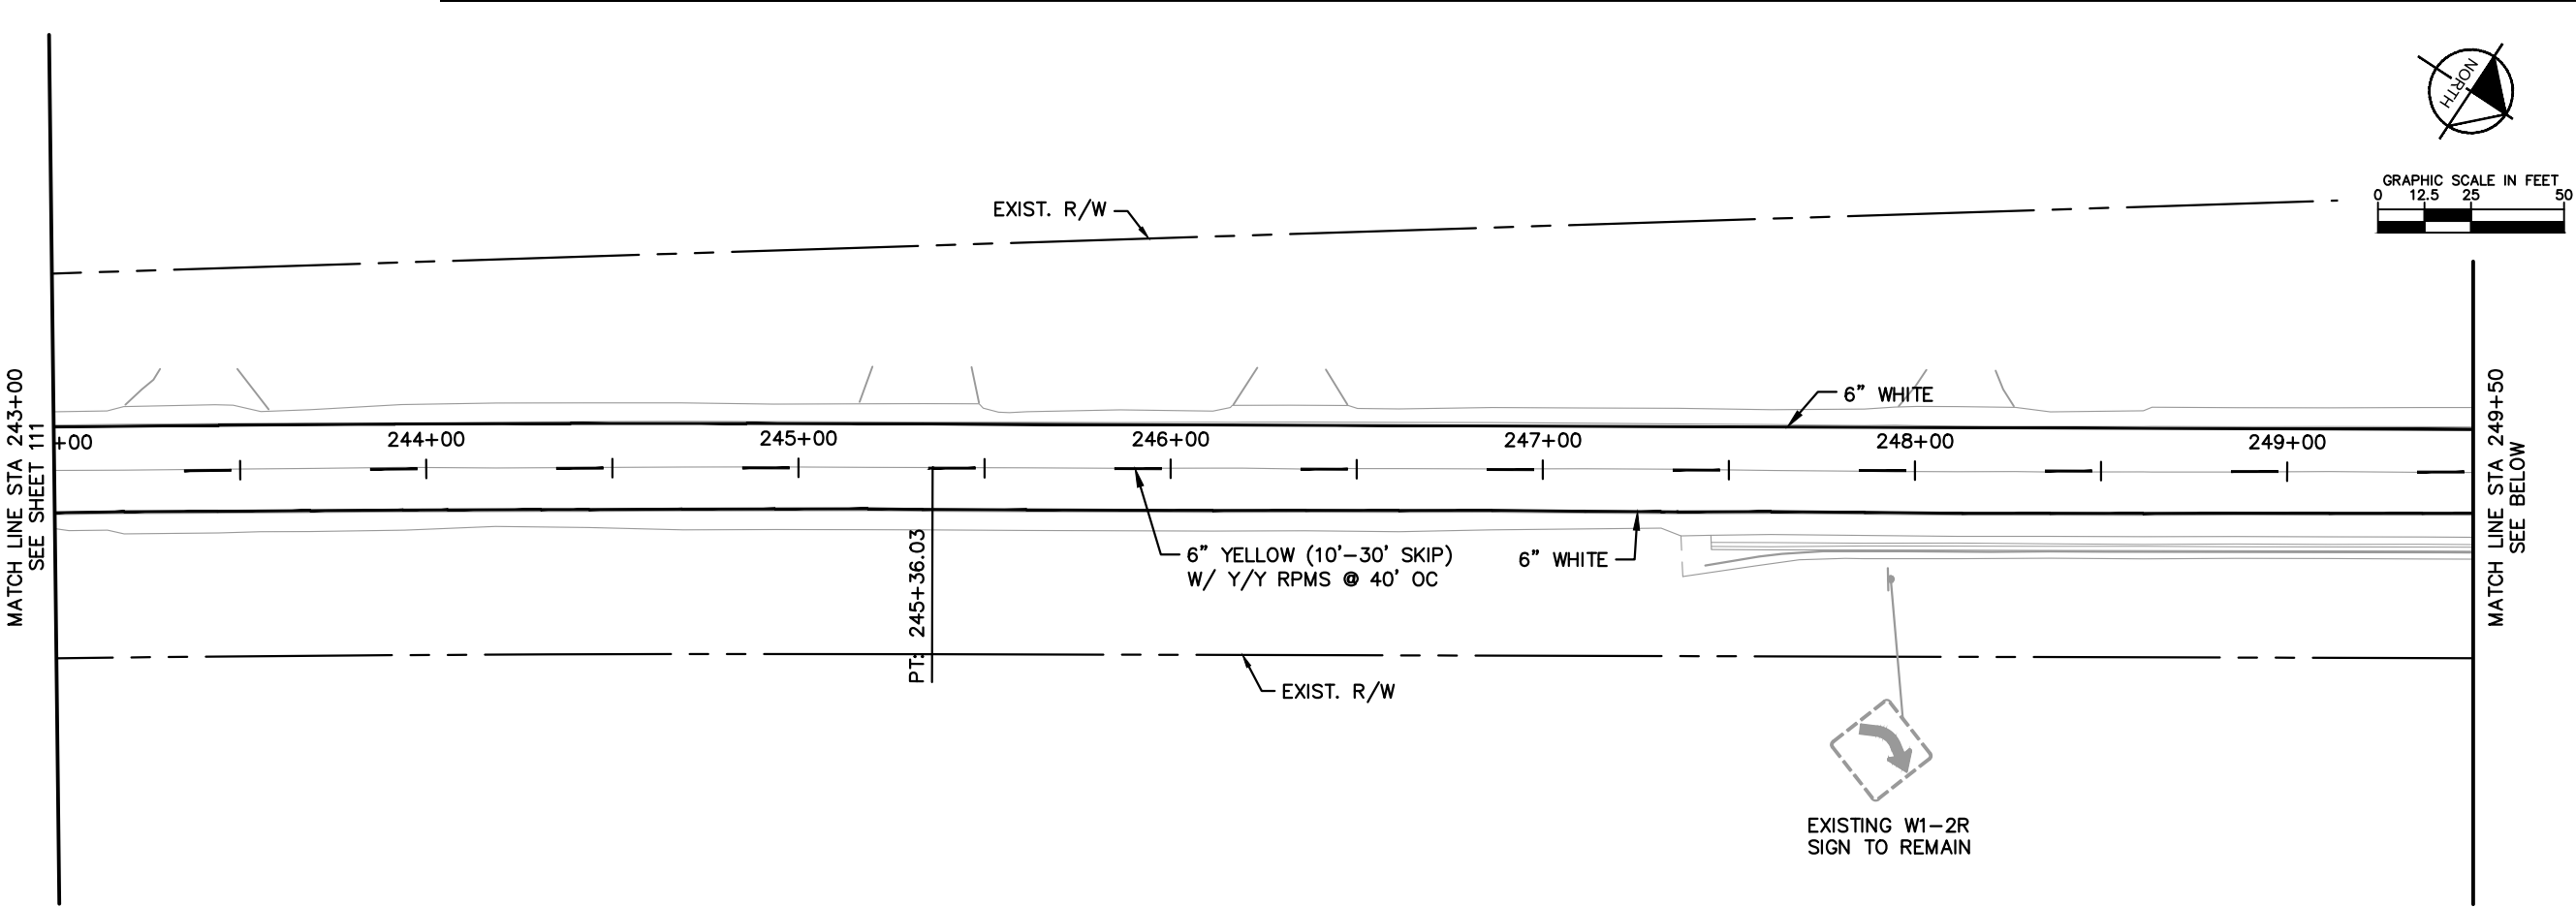 NORTH
GRAPHIC SCALE IN FEET
0 12.5 25 50
EXIST. R/W
MATCH LINE STA 243+00
SEE SHEET 111
+00
244+00
245+00
246+00
247+00
248+00
249+00
6” WHITE
MATCH LINE STA 249+50
SEE BELOW
PT: 245+36.03
6” YELLOW (10’–30’ SKIP)
W/ Y/Y RPMS @ 40’ OC
6” WHITE
EXIST. R/W
EXISTING W1–2R
SIGN TO REMAIN